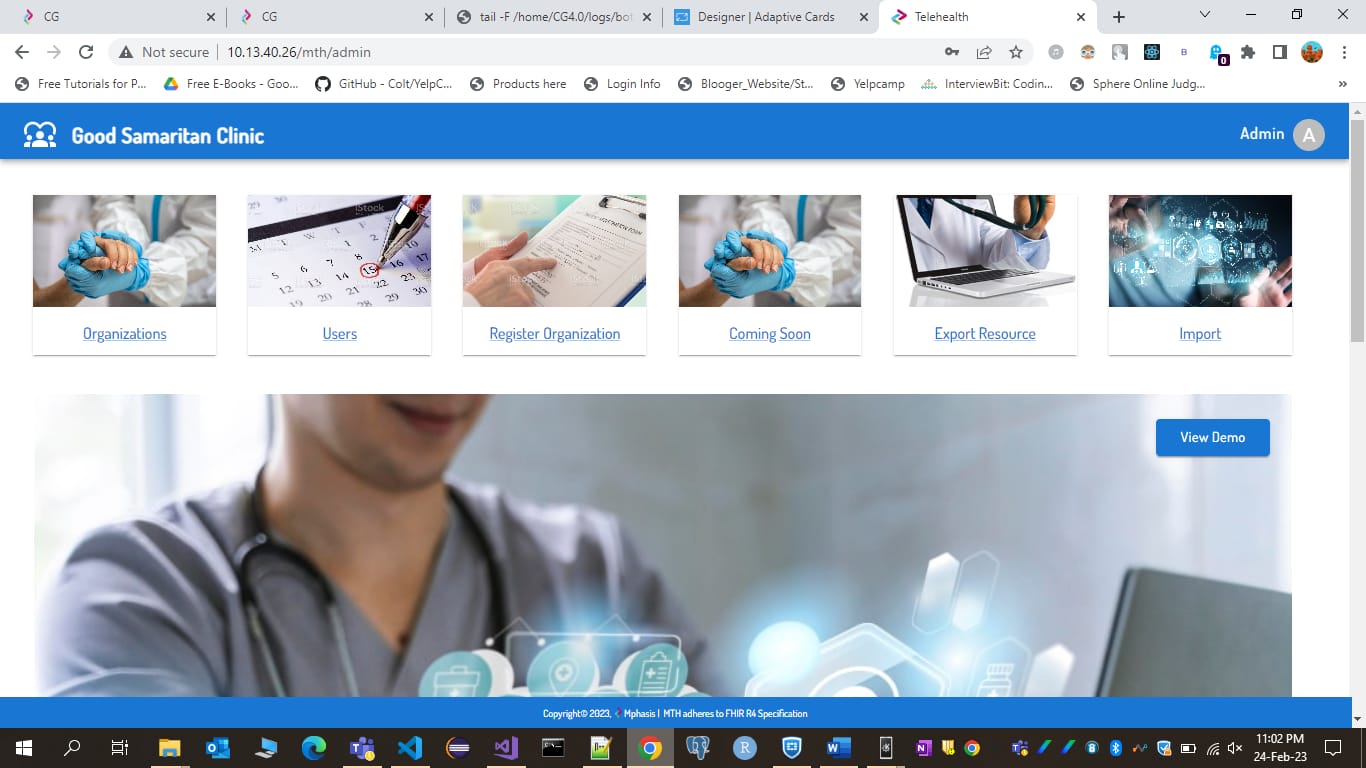 CG
CG
tail -F /home/CG4.0/logs/bot
Designer | Adaptive Cards
Telehealth
Not secure
10.13.40.26/mth/admin
B
0
Free Tutorials for P...
Free E-Books - Goo...
GitHub - Colt/YelpC...
Products here
Login Info
Blooger_Website/St...
Yelpcamp
InterviewBit: Codin...
Sphere Online Judg...
»
Good Samaritan Clinic
Admin
A
iStock
iStock
Organizations
Users
Register Organization
Coming Soon
Export Resource
Import
View Demo
Copyright© 2023, Mphasis | MTH adheres to FHIR R4 Specification
11:02 PM
24-Feb-23